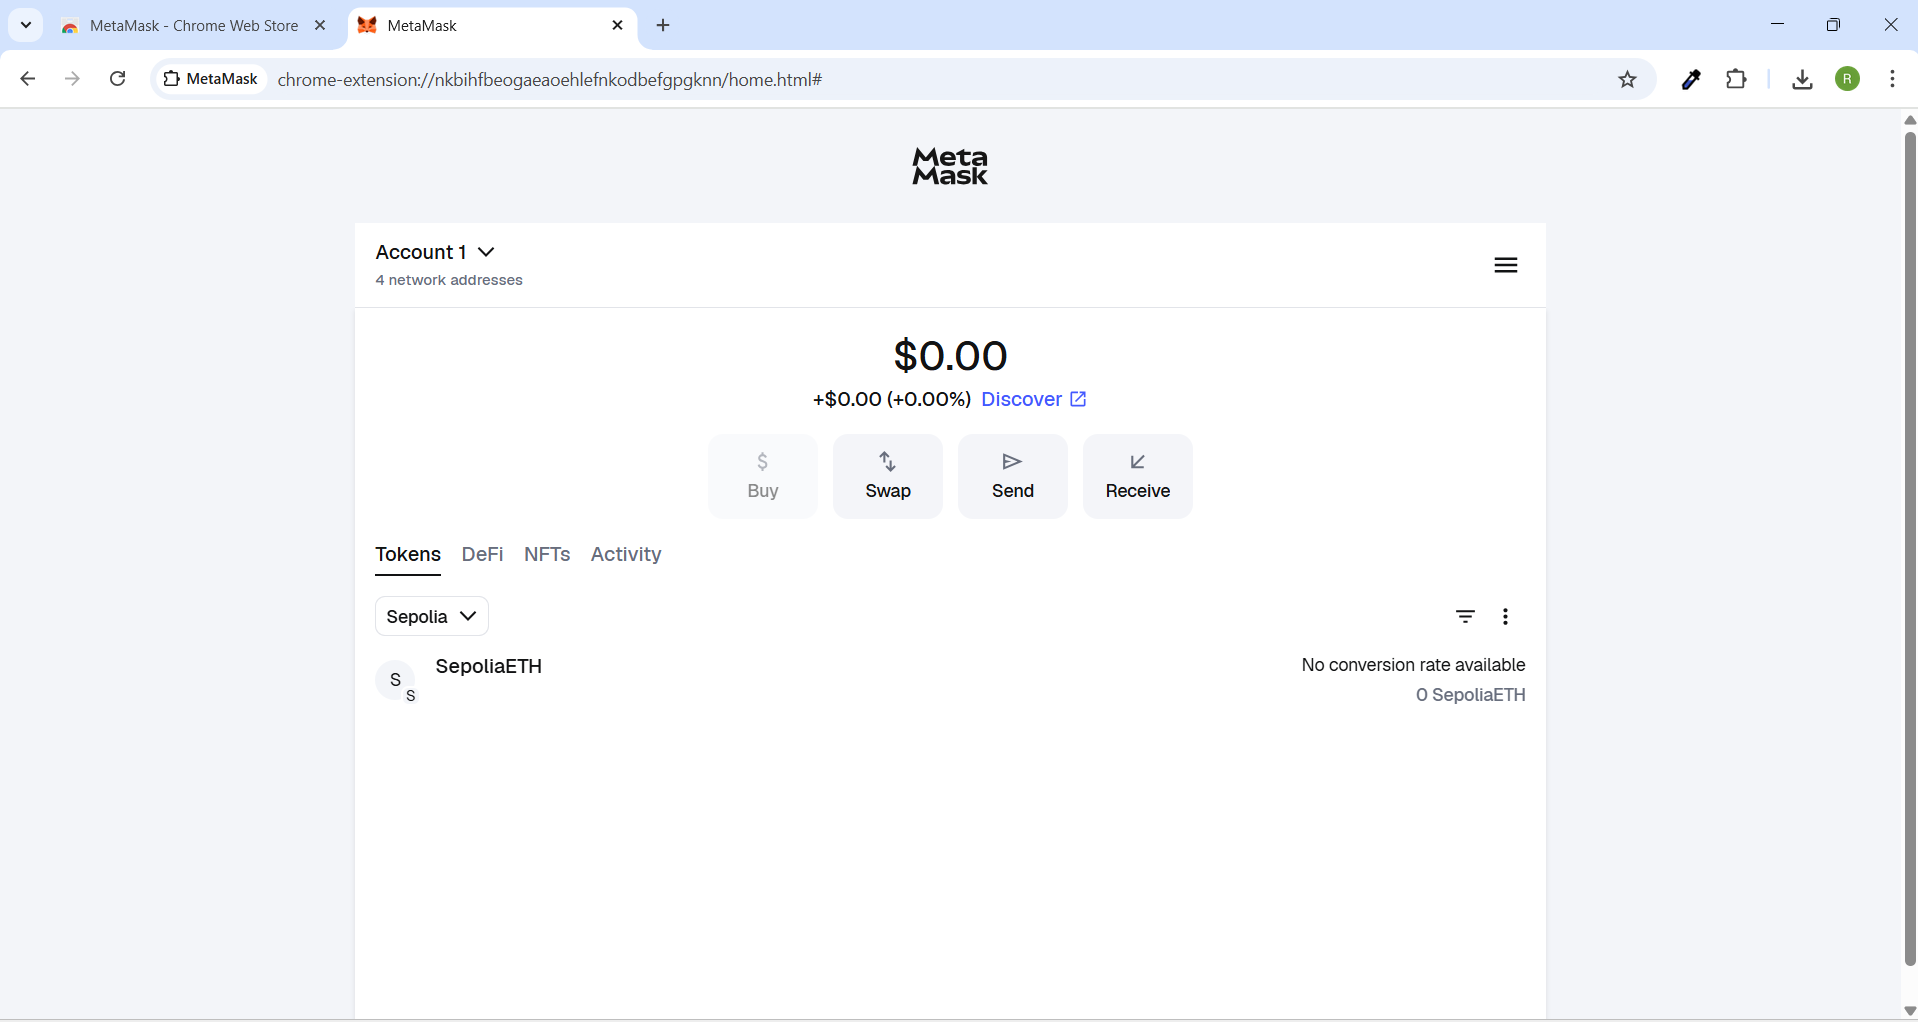 MetaMask - Chrome Web Store
MetaMask
MetaMask
chrome-extension://nkbihfbeogaeaoehlefnkodbefgpgknn/home.html#
R
Meta
Mask
Account 1
4 network addresses
$0.00
+$0.00 (+0.00%) Discover
$
Buy
Swap
Send
Receive
Tokens
DeFi
NFTs
Activity
Sepolia
S
S
SepoliaETH
No conversion rate available
0 SepoliaETH